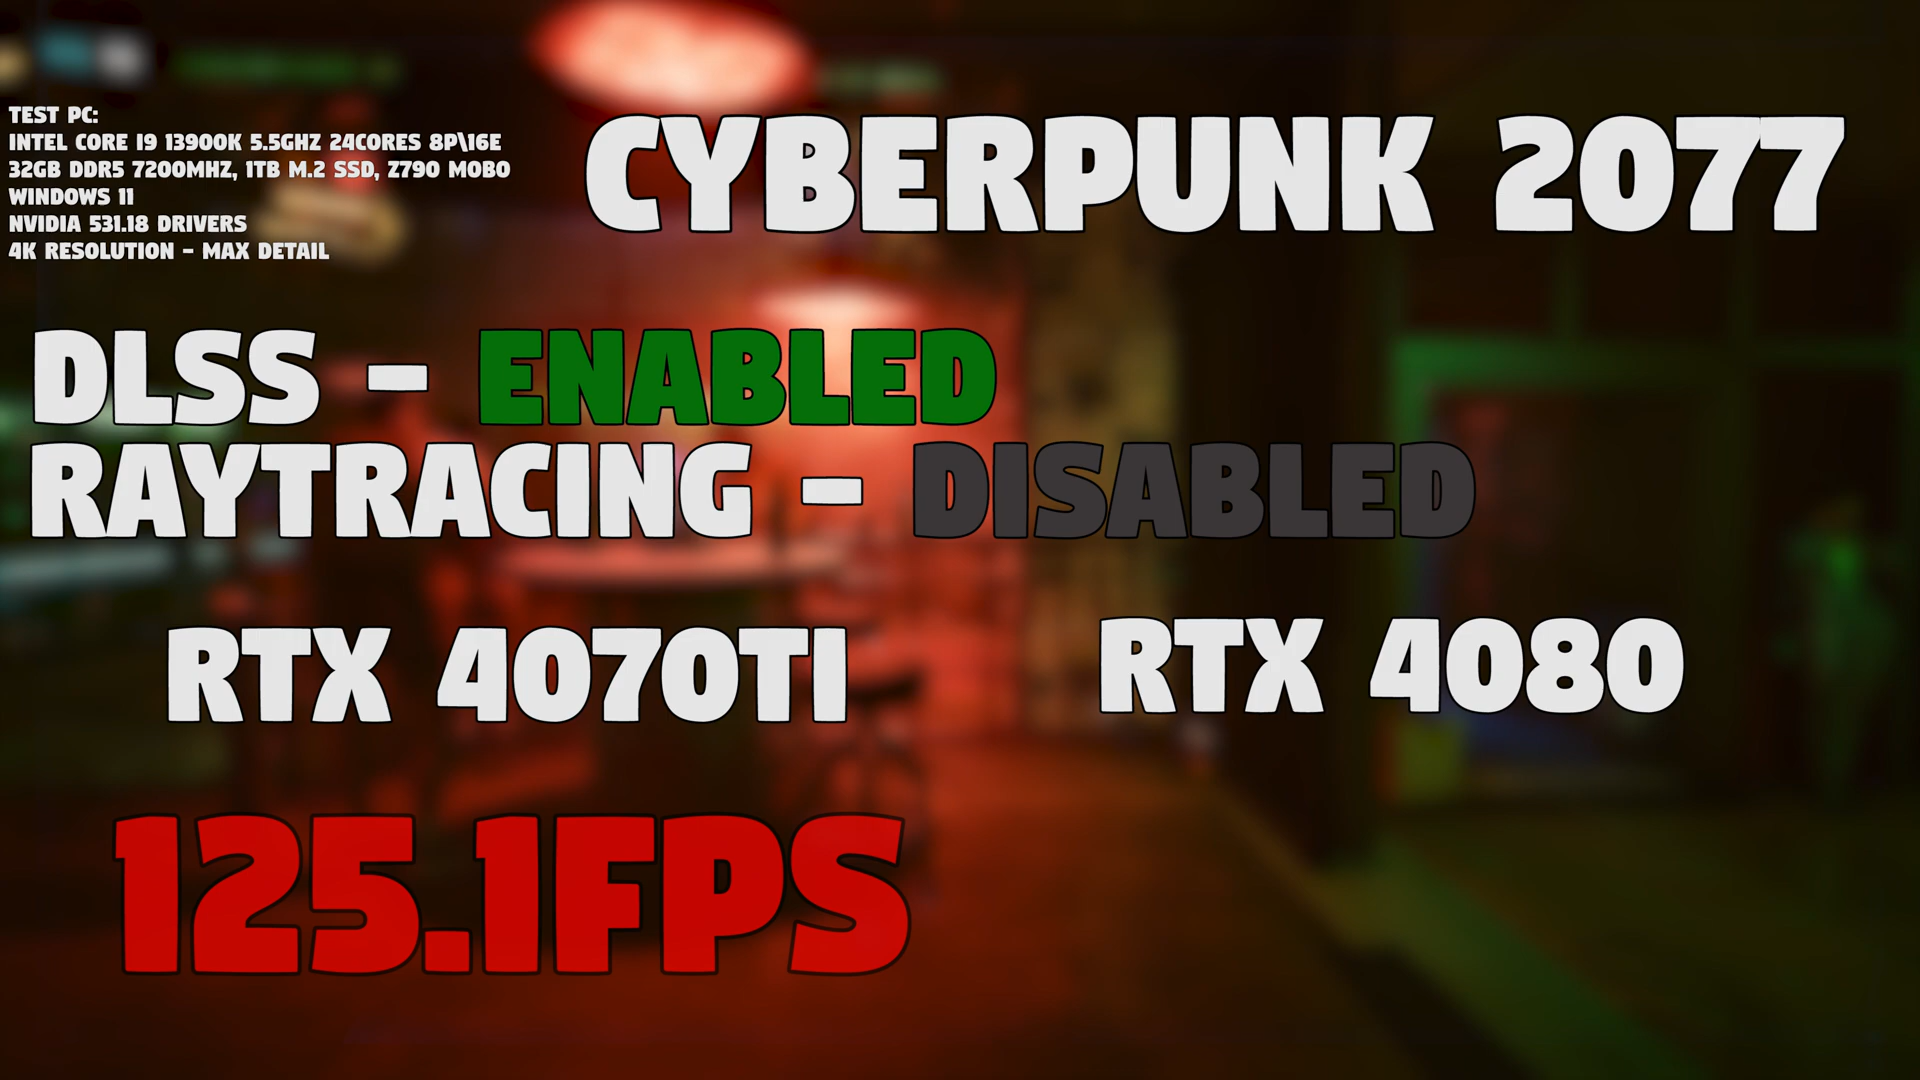 TEST PC:
INTEL CORE I9 13900K 5.5GHZ 24CORES 8P\16E
32GB DDR5 7200MHZ, 1TB M.2 SSD, Z790 MOBO
WINDOWS 11
NVIDIA 531.18 DRIVERS
4K RESOLUTION - MAX DETAIL
CYBERPUNK 2077
DLSS - ENABLED
RAYTRACING - DISABLED
RTX 4070TI
RTX 4080
125.1FPS